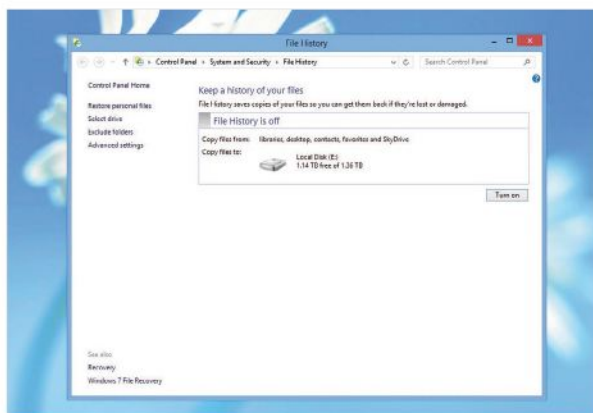 File History
Control Panel › System and Security › File History
Search Control Panel
Control Panel Home
Restore personal files
Select drive
Exclude folders
Advanced settings
Keep a history of your files
File History saves copies of your files so you can get them back if they're lost or damaged.
File History is off
Copy files from: libraries, desktop, contacts, favorites and SkyDrive
Copy files to:
Local Disk (E:)
1.14 TB free of 1.36 TB
Turn on
See also
Recovery
Windows 7 File Recovery